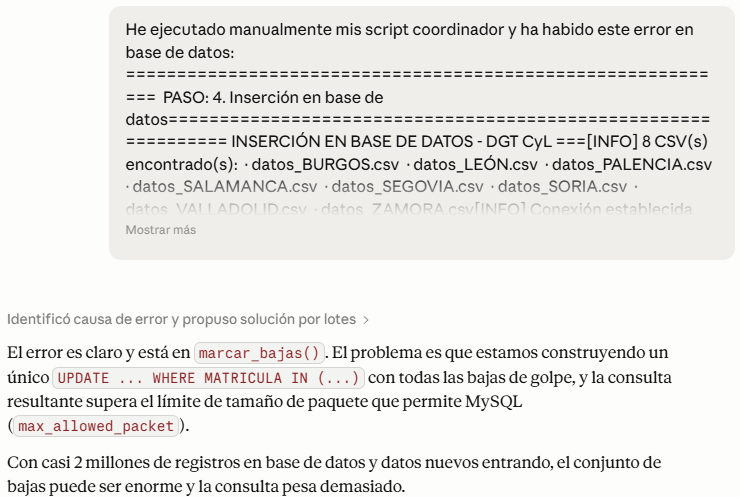 He ejecutado manualmente mis script coordinador y ha habido este error en
base de datos:
=========================================================
=== PASO: 4. Inserción en base de
datos=====================================================
========== INSERCIÓN EN BASE DE DATOS - DGT CyL ===[INFO] 8 CSV(s)
encontrado(s): · datos_BURGOS.csv · datos_LEÓN.csv · datos_PALENCIA.csv
· datos_SALAMANCA.csv · datos_SEGOVIA.csv · datos_SORIA.csv ·
datos_VALLADOLID.csv · datos_ZAMORA.csv[INFO] Conexión establecida
Mostrar más
Identificó causa de error y propuso solución por lotes >
El error es claro y está en marcar_bajas(). El problema es que estamos construyendo un
único UPDATE ... WHERE MATRICULA IN (...) con todas las bajas de golpe, y la consulta
resultante supera el límite de tamaño de paquete que permite MySQL
(max_allowed_packet).
Con casi 2 millones de registros en base de datos y datos nuevos entrando, el conjunto de
bajas puede ser enorme y la consulta pesa demasiado.